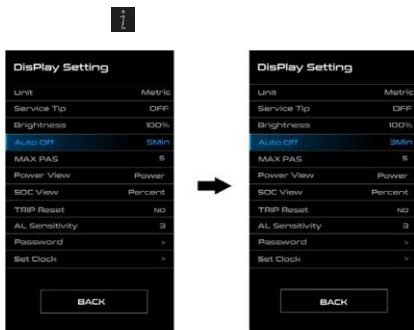 i
DisPlay Setting
Unit Metric
Service Tip OFF
Brightness 100%
Auto Off 5Min
MAX PAS 5
Power View Power
SOC View Percent
TRIP Reset NO
AL Sensitivity 3
Password >
Set Clock >
BACK
DisPlay Setting
Unit Metric
Service Tip OFF
Brightness 100%
Auto Off 3Min
MAX PAS 5
Power View Power
SOC View Percent
TRIP Reset NO
AL Sensitivity 3
Password >
Set Clock >
BACK